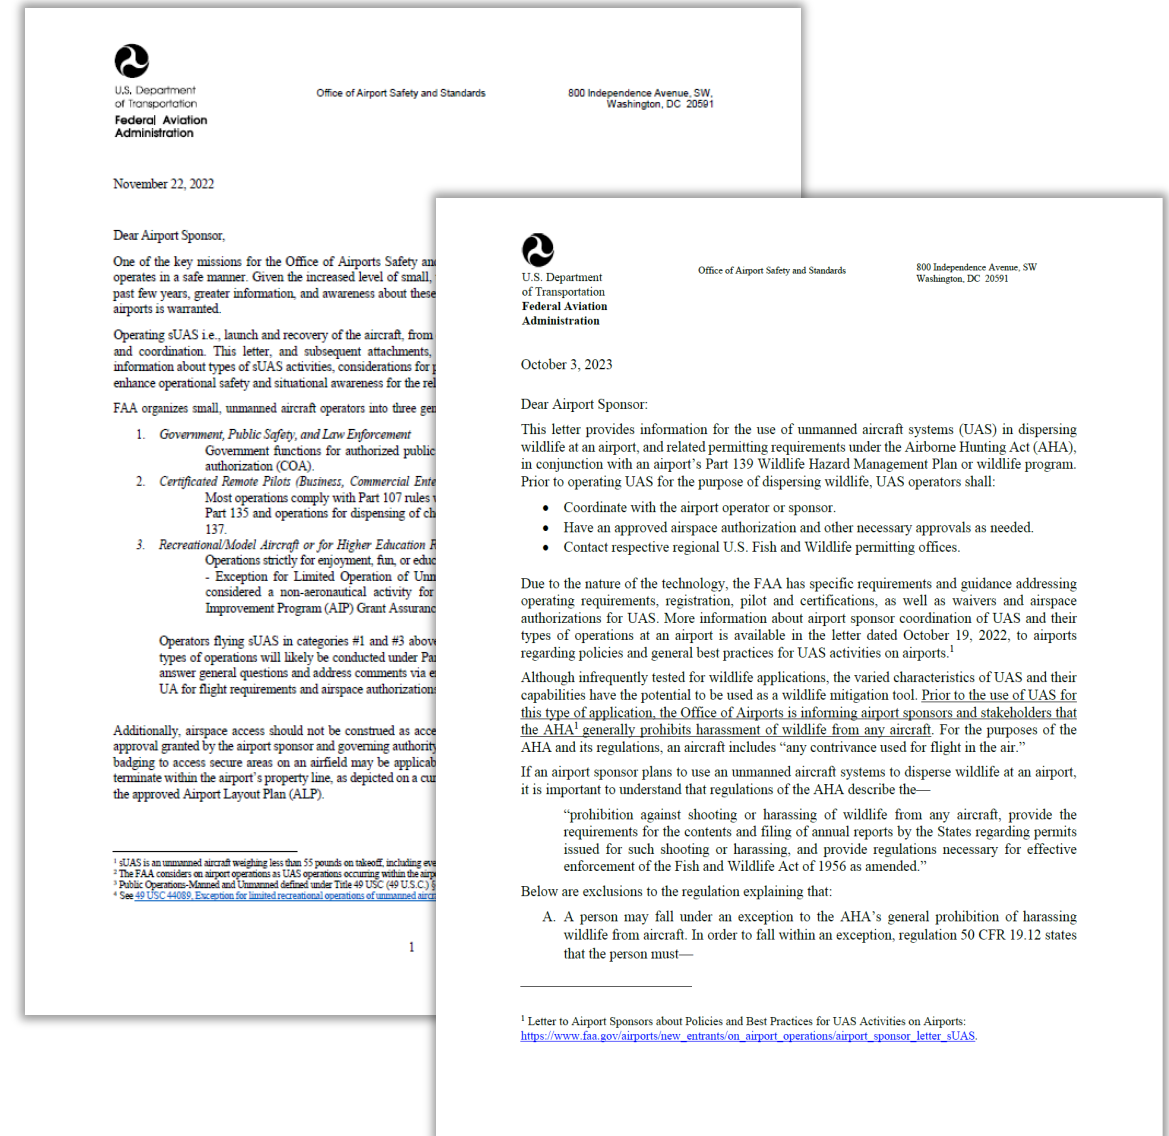 U.S. Department
of Transportation
Federal Aviation
Administration
Office of Airport Safety and Standards
800 Independence Avenue, SW,
Washington, DC 20591
November 22, 2022
Dear Airport Sponsor,
One of the key missions for the Office of Airports Safety and
operates in a safe manner. Given the increased level of small,
past few years, greater information, and awareness about these
airports is warranted.
Operating sUAS i.e., launch and recovery of the aircraft, from
and coordination. This letter, and subsequent attachments,
information about types of sUAS activities, considerations for
enhance operational safety and situational awareness for the
FAA organizes small, unmanned aircraft operators into three
1. Government, Public Safety, and Law Enforcement
Government functions for authorized public
authorization (COA).
2. Certificated Remote Pilots (Business, Commercial
Most operations comply with Part 107 rules
Part 135 and operations for dispensing of
137.
3. Recreational/Model Aircraft or for Higher Education
Operations strictly for enjoyment, fun, or
- Exception for Limited Operation of
considered a non-aeronautical activity for
Improvement Program (AIP) Grant
Operators flying sUAS in categories #1 and #3
types of operations will likely be conducted under
answer general questions and address comments via
UA for flight requirements and airspace
Additionally, airspace access should not be construed as
approval granted by the airport sponsor and governing
badging to access secure areas on an airfield may be
terminate within the airport's property line, as depicted on a
the approved Airport Layout Plan (ALP).
1 sUAS is an unmanned aircraft weighing less than 55 pounds on takeoff, including
2 The FAA considers on airport operations as UAS operations occurring within the
3 Public Operations-Manned and Unmanned defined under Title 49 USC (49 U.S.C.) §
4 See 49 USC 44089, Exception for limited recreational operations of unmanned
1
U.S. Department
of Transportation
Federal Aviation
Administration
Office of Airport Safety and Standards
800 Independence Avenue, SW
Washington, DC 20591
October 3, 2023
Dear Airport Sponsor:
This letter provides information for the use of unmanned aircraft systems (UAS) in dispersing
wildlife at an airport, and related permitting requirements under the Airborne Hunting Act (AHA),
in conjunction with an airport's Part 139 Wildlife Hazard Management Plan or wildlife program.
Prior to operating UAS for the purpose of dispersing wildlife, UAS operators shall:
• Coordinate with the airport operator or sponsor.
• Have an approved airspace authorization and other necessary approvals as needed.
• Contact respective regional U.S. Fish and Wildlife permitting offices.
Due to the nature of the technology, the FAA has specific requirements and guidance addressing
operating requirements, registration, pilot and certifications, as well as waivers and airspace
authorizations for UAS. More information about airport sponsor coordination of UAS and their
types of operations at an airport is available in the letter dated October 19, 2022, to airports
regarding policies and general best practices for UAS activities on airports.1
Although infrequently tested for wildlife applications, the varied characteristics of UAS and their
capabilities have the potential to be used as a wildlife mitigation tool. Prior to the use of UAS for
this type of application, the Office of Airports is informing airport sponsors and stakeholders that
the AHA1 generally prohibits harassment of wildlife from any aircraft. For the purposes of the
AHA and its regulations, an aircraft includes “any contrivance used for flight in the air.”
If an airport sponsor plans to use an unmanned aircraft systems to disperse wildlife at an airport,
it is important to understand that regulations of the AHA describe the—
“prohibition against shooting or harassing of wildlife from any aircraft, provide the
requirements for the contents and filing of annual reports by the States regarding permits
issued for such shooting or harassing, and provide regulations necessary for effective
enforcement of the Fish and Wildlife Act of 1956 as amended.”
Below are exclusions to the regulation explaining that:
A. A person may fall under an exception to the AHA's general prohibition of harassing
wildlife from aircraft. In order to fall within an exception, regulation 50 CFR 19.12 states
that the person must—
1 Letter to Airport Sponsors about Policies and Best Practices for UAS Activities on Airports:
https://www.faa.gov/airports/new_entrants/on_airport_operations/airport_sponsor_letter_sUAS.